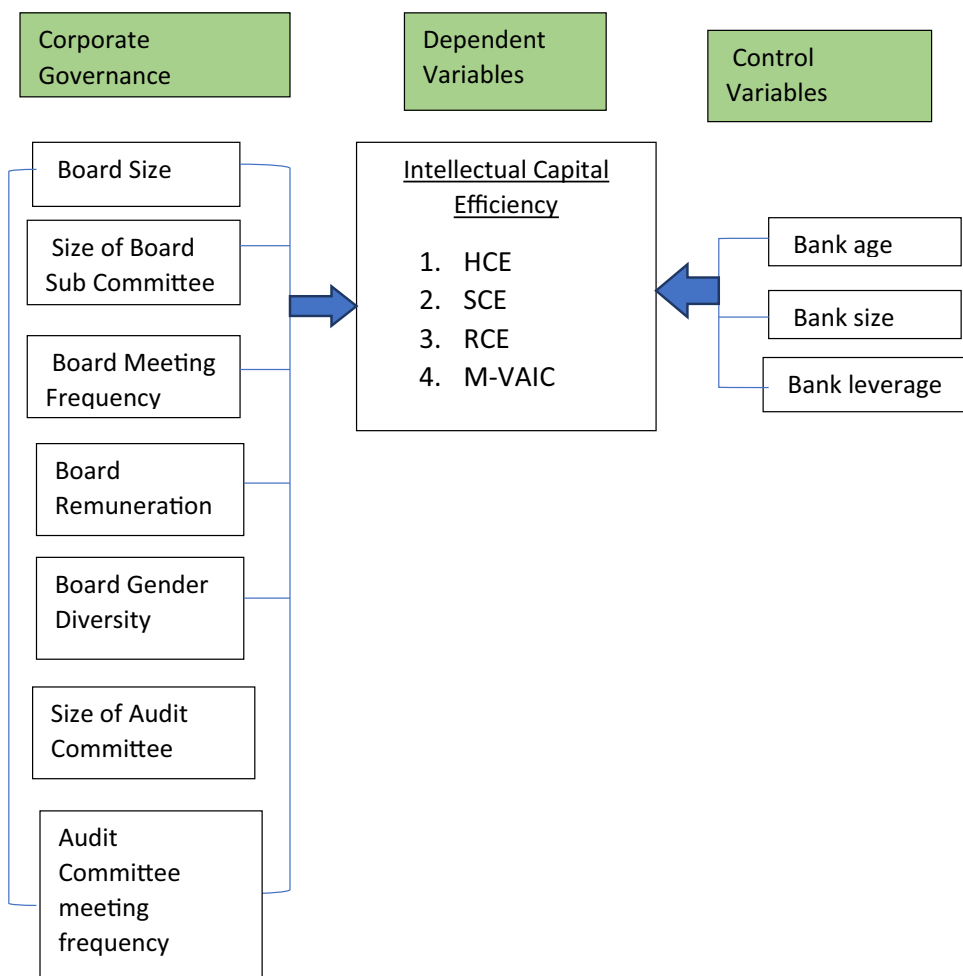 Corporate
Governance
Dependent
Variables
Control
Variables
Board Size
Size of Board
Sub Committee
Board Meeting
Frequency
Board
Remuneration
Board Gender
Diversity
Size of Audit
Committee
Audit
Committee
meeting
frequency
Intellectual Capital
Efficiency
1. HCE
2. SCE
3. RCE
4. M-VAIC
Bank age
Bank size
Bank leverage